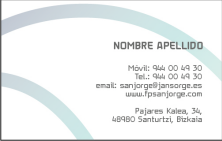 NOMBRE APELLIDO
Móvil: 944 00 49 30
Tel.: 944 00 49 30
email: sanjorge@jansorge.es
www.fpsanjorge.com
Pajares Kalea, 34,
48980 Santurtzi, Bizkaia